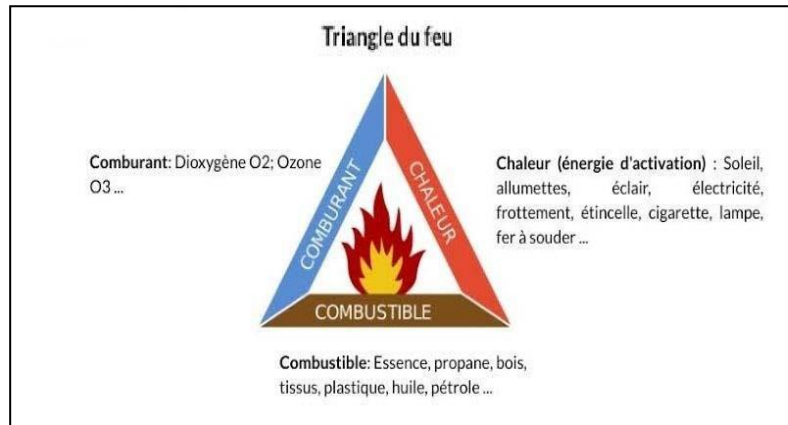 Triangle du feu
Comburant: Dioxygène O2; Ozone
O3 ...
COMBURANT
CHALEUR
Chaleur (énergie d'activation) : Soleil,
allumettes, éclair, électricité,
frottement, étincelle, cigarette, lampe,
fer à souder ...
COMBUSTIBLE
Combustible: Essence, propane, bois,
tissus, plastique, huile, pétrole ...